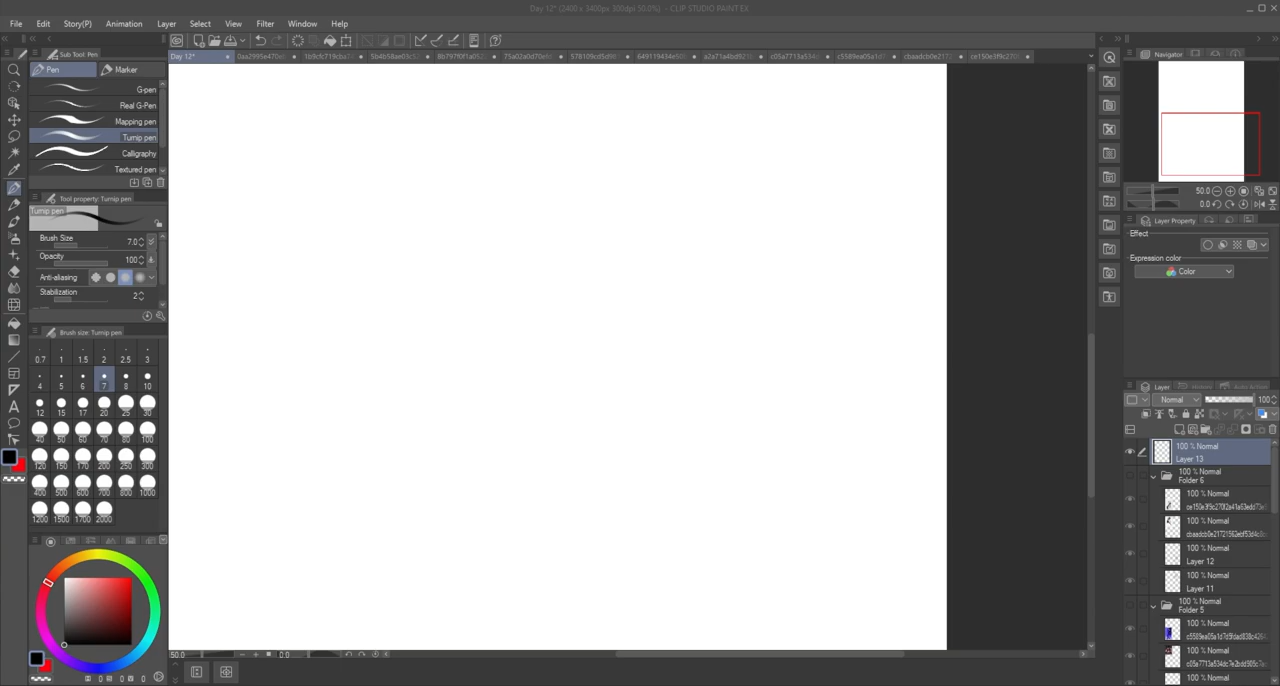 Day 12* (3400 x 3400px 300dpi 50.0%) - CLIP STUDIO PAINT EX
File Edit Story(P) Animation Layer Select View Filter Window Help
Sub Tool: Pen
Pen Marker
G-pen
Real G-Pen
Mapping pen
Turnip pen
Calligraphy
Textured pen
Tool property: Turnip pen
Turnip pen
Brush Size 7.0
Opacity 100
Anti-aliasing
Stabilization 2
Brush size: Turnip pen
0.7 1 1.5 2 2.5 3
4 5 6 7 8 10
12 15 17 20 25 30
40 50 60 70 80 100
120 150 170 200 250 300
400 500 600 700 800 1000
1200 1500 1700 2000
0 0 0
Day 12*
50.0 0.0
Navigator
50.0
0.0
Layer Property
Effect
Expression color
Color
Layer History Auto Action
Normal 100
100 % Normal
Layer 13
100 % Normal
Folder 6
100 % Normal
100 % Normal
100 % Normal
Layer 12
100 % Normal
Layer 11
100 % Normal
Folder 5
100 % Normal
100 % Normal
100 % Normal